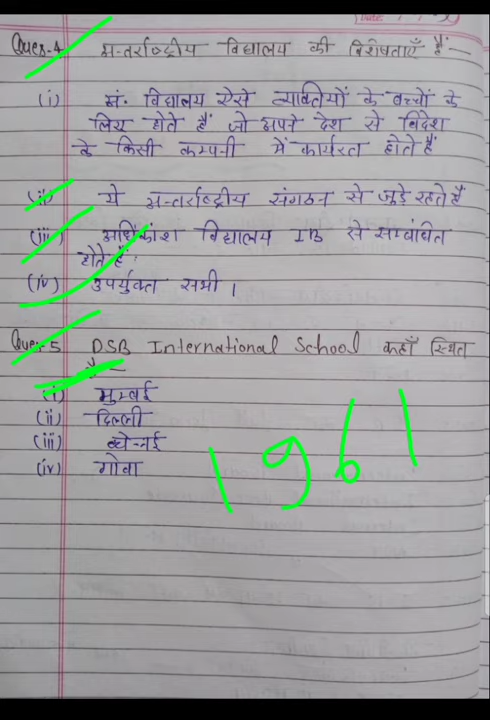 Ques-4 अन्तर्राष्ट्रीय विद्यालय की विशेषताएँ हैं-
(i) अं. विद्यालय ऐसे व्यक्तियों के बच्चों के
लिए होते हैं जो अपने देश से विदेश
के किसी कम्पनी में कार्यरत होते हैं
(ii) ये अन्तर्राष्ट्रीय संगठन से जुड़े रहते हैं
(iii) अधिकांश विद्यालय IB से सम्बंधित
होते हैं।
(iv) उपर्युक्त सभी।
Ques-5 DSB International School कहाँ स्थित
है-
(i) मुम्बई
(ii) दिल्ली
(iii) चेन्नई
(iv) गोवा
1961